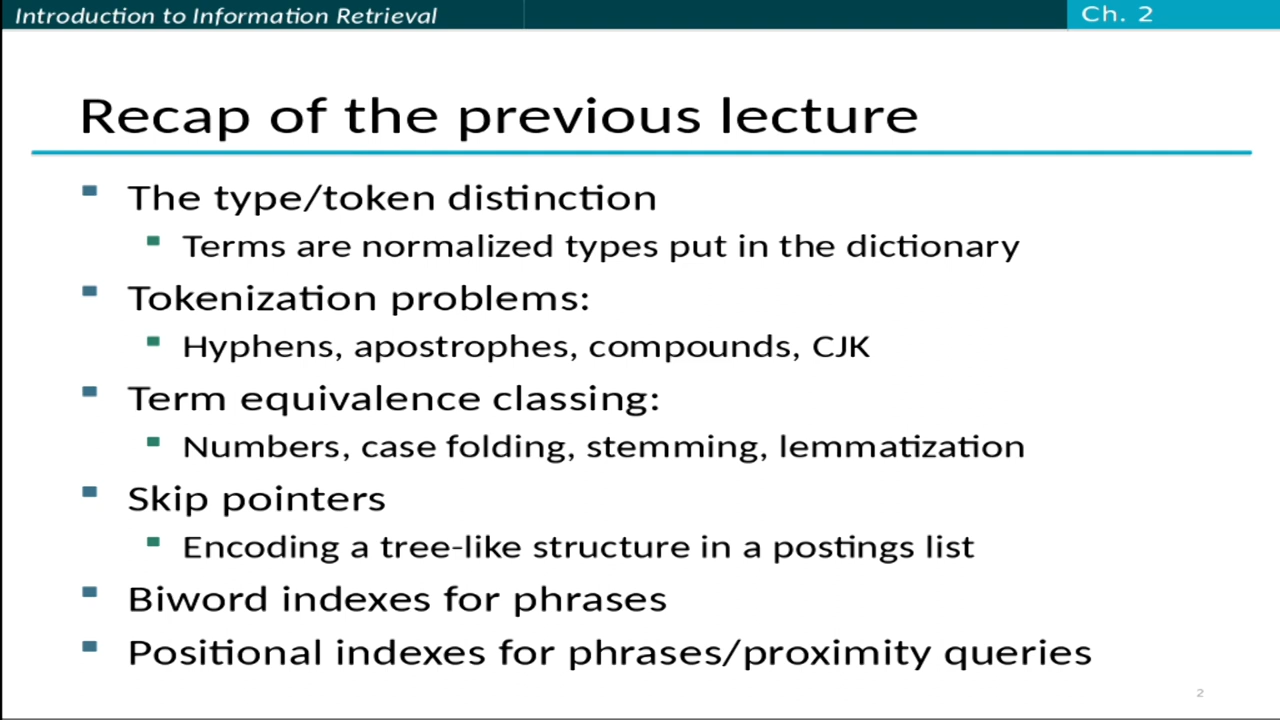 Introduction to Information Retrieval
Ch. 2
Recap of the previous lecture
The type/token distinction
Terms are normalized types put in the dictionary
Tokenization problems:
Hyphens, apostrophes, compounds, CJK
Term equivalence classing:
Numbers, case folding, stemming, lemmatization
Skip pointers
Encoding a tree-like structure in a postings list
Biword indexes for phrases
Positional indexes for phrases/proximity queries
2